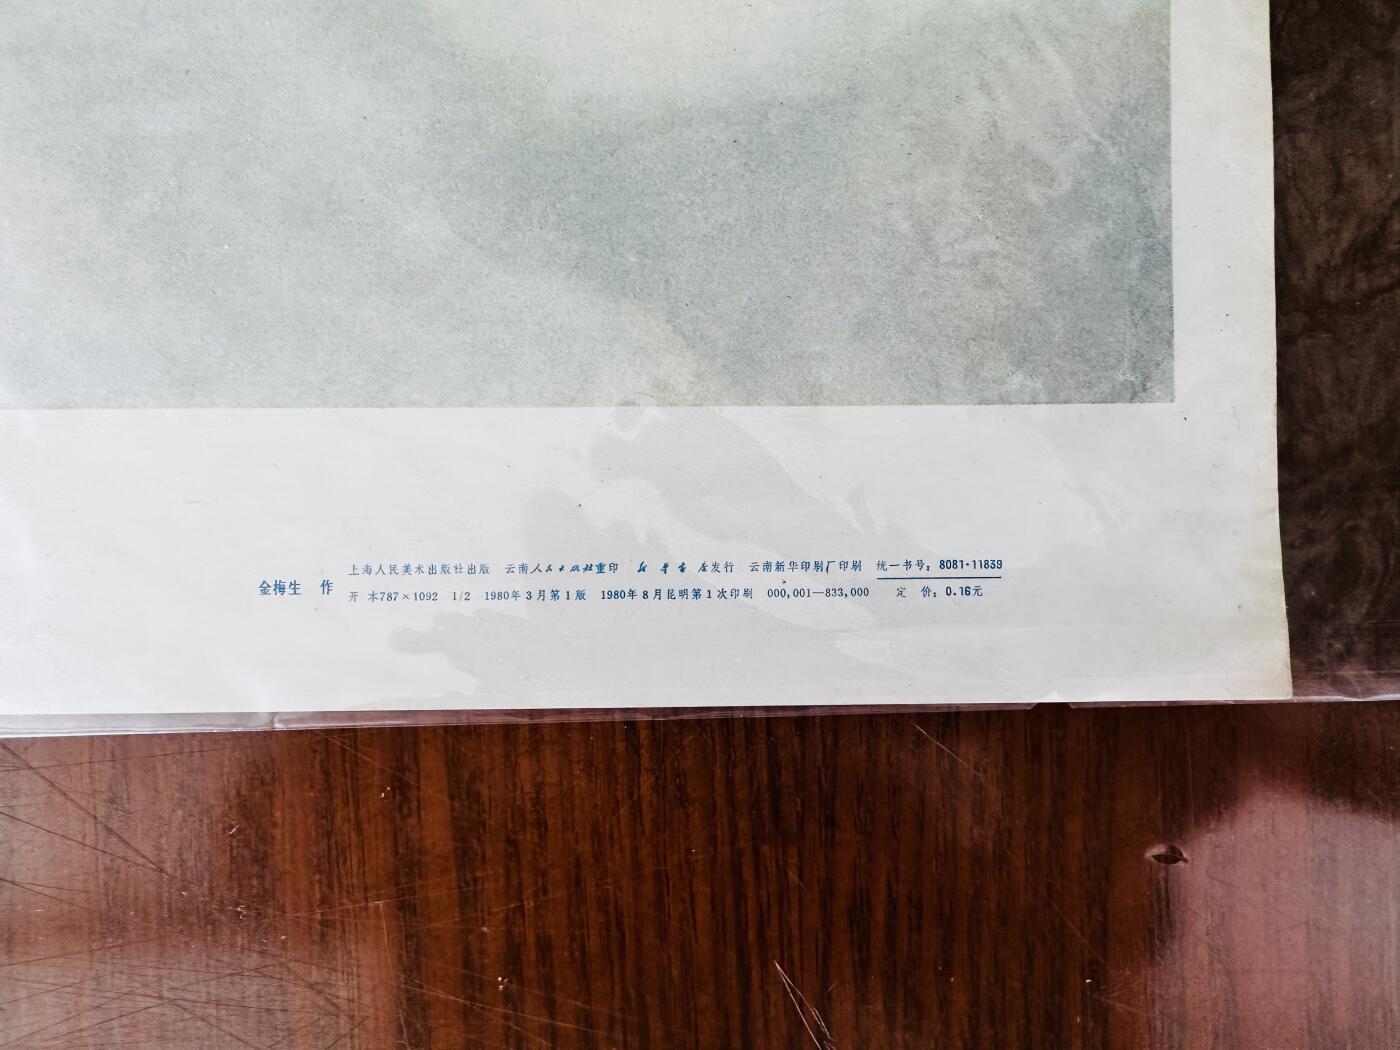 金梅生 作
上海人民美术出版社出版 云南人民出版社重印 新华书店发行 云南新华印刷厂印刷 统一书号：8081·11839
开 本787×1092 1/2 1980年3月第1版 1980年8月昆明第1次印刷 000,001—833,000 定 价：0.16元